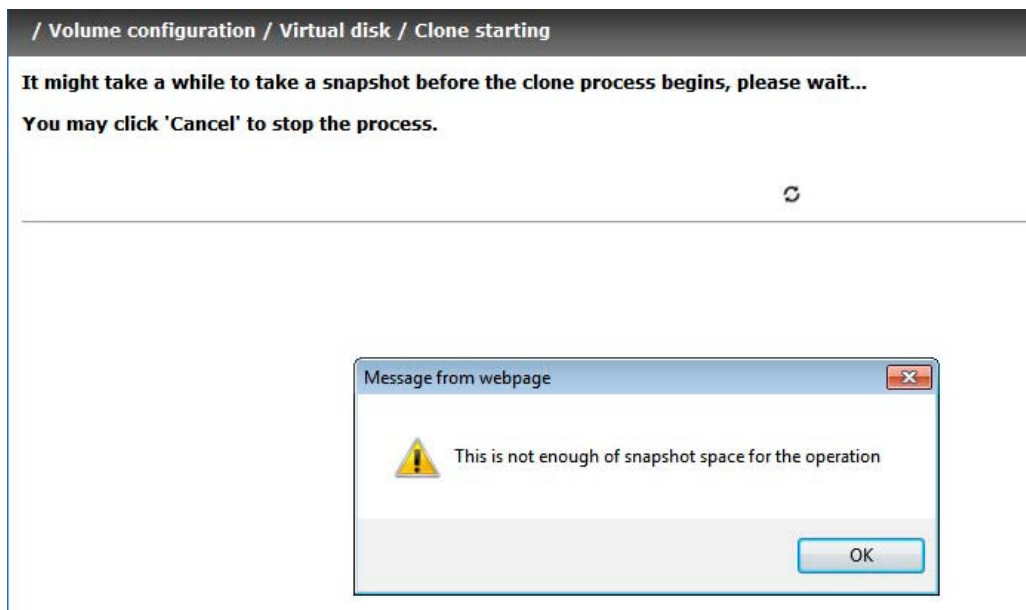 / Volume configuration / Virtual disk / Clone starting
It might take a while to take a snapshot before the clone process begins, please wait...
You may click 'Cancel' to stop the process.
Message from webpage
This is not enough of snapshot space for the operation
OK